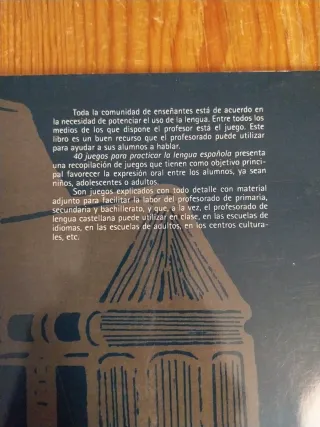 Toda la comunidad de enseñantes está de acuerdo en
la necesidad de potenciar el uso de la lengua. Entre todos los
medios de los que dispone el profesor está el juego. Este
libro es un buen recurso que el profesorado puede utilizar
para ayudar a sus alumnos a hablar.
40 juegos para practicar la lengua española presenta
una recopilación de juegos que tienen como objetivo princi-
pal favorecer la expresión oral entre los alumnos, ya sean
niños, adolescentes o adultos.
Son juegos explicados con todo detalle con material
adjunto para facilitar la labor del profesorado de primaria,
secundaria y bachillerato, y que, a la vez, el profesorado de
lengua castellana puede utilizar en clase, en las escuelas de
idiomas, en las escuelas de adultos, en los centros cultura-
les, etc.